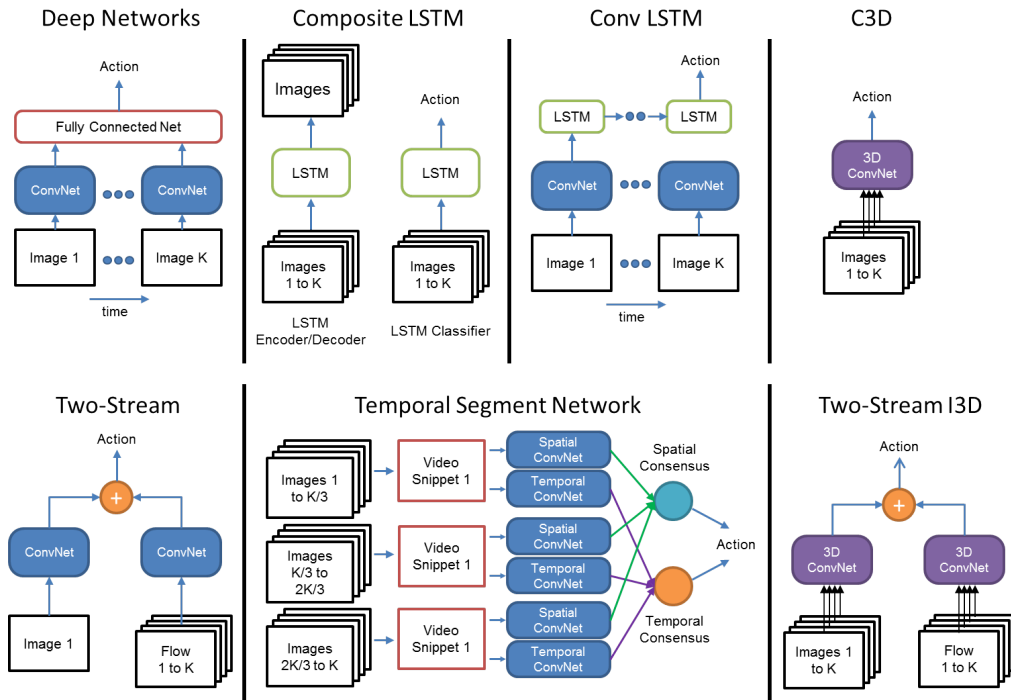 Deep Networks
Action
Fully Connected Net
ConvNet
ConvNet
Image 1
Image K
time
Composite LSTM
Images
Action
LSTM
LSTM
Images
1 to K
Images
1 to K
LSTM
Encoder/Decoder
LSTM Classifier
Conv LSTM
Action
LSTM
LSTM
ConvNet
ConvNet
Image 1
Image K
time
C3D
Action
3D
ConvNet
Images
1 to K
Two-Stream
Action
+
ConvNet
ConvNet
Image 1
Flow
1 to K
Temporal Segment Network
Images 1
to K/3
Video
Snippet 1
Spatial
ConvNet
Temporal
ConvNet
Images
K/3 to
2K/3
Video
Snippet 1
Spatial
ConvNet
Temporal
ConvNet
Images
2K/3 to K
Video
Snippet 1
Spatial
ConvNet
Temporal
ConvNet
Spatial
Consensus
Action
Temporal
Consensus
Two-Stream I3D
Action
+
3D
ConvNet
3D
ConvNet
Images 1
to K
Flow
1 to K